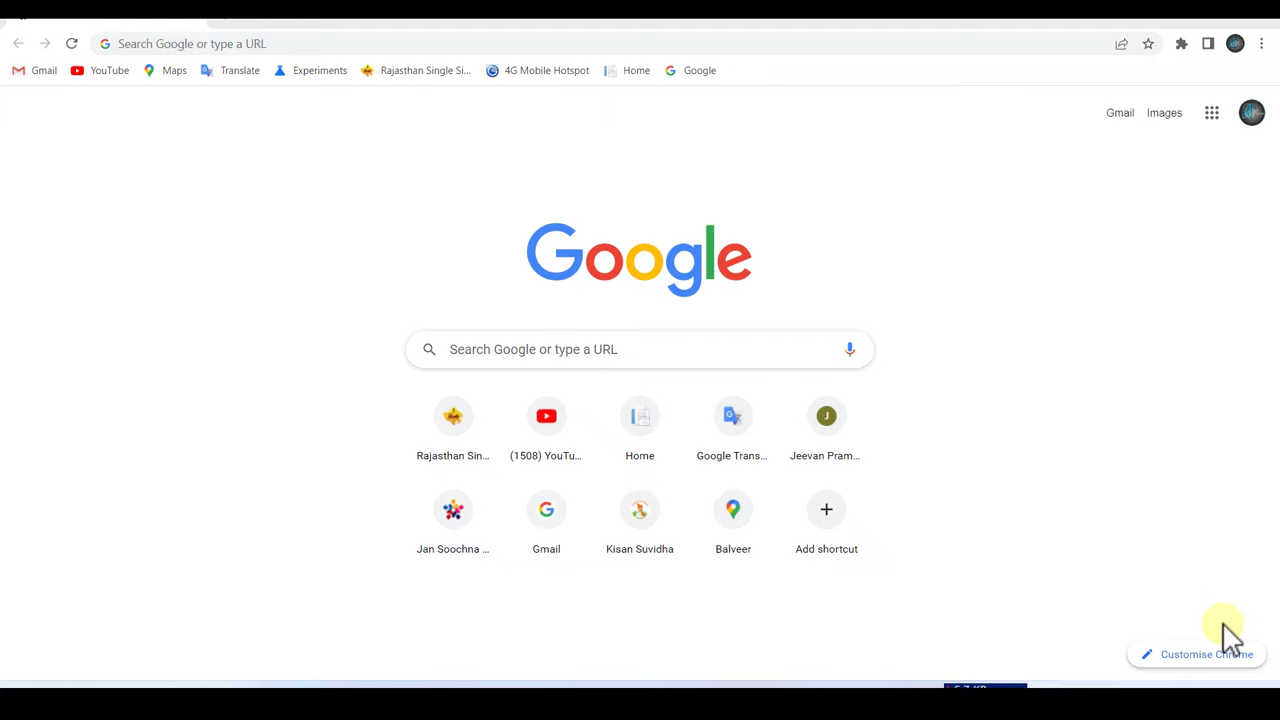 Search Google or type a URL
Gmail YouTube Maps Translate Experiments Rajasthan Single Si... 4G Mobile Hotspot Home Google
Gmail Images
Google
Search Google or type a URL
Rajasthan Sin... (1508) YouTu... Home Google Trans... Jeevan Pram...
Jan Soochna ... Gmail Kisan Suvidha Balveer Add shortcut
Customise Chrome